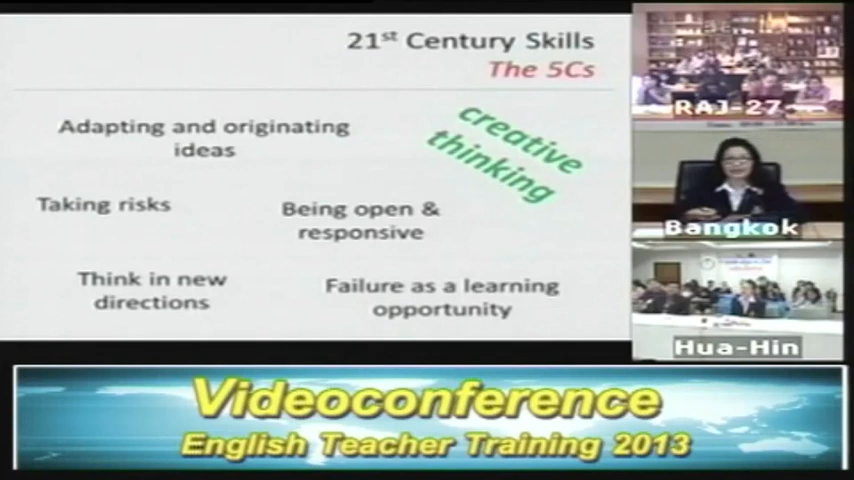 21st Century Skills
The 5Cs
Adapting and originating
ideas
creative
thinking
Taking risks
Being open &
responsive
Think in new
directions
Failure as a learning
opportunity
RAJ-27
Bangkok
Hua-Hin
Videoconference
English Teacher Training 2013